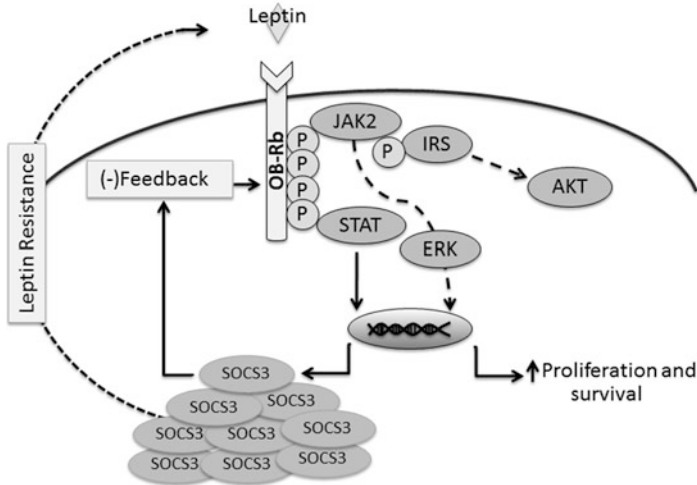 Leptin
OB-Rb
P
P
P
P
JAK2
P
IRS
AKT
STAT
ERK
(-)Feedback
Leptin Resistance
Proliferation and
survival
SOCS3
SOCS3
SOCS3
SOCS3
SOCS3
SOCS3
SOCS3
SOCS3
SOCS3